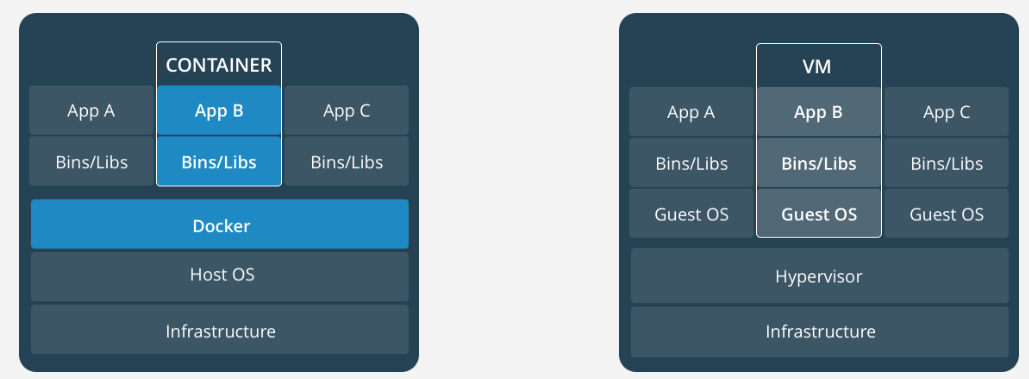 CONTAINER
App A
App B
App C
Bins/Libs
Bins/Libs
Bins/Libs
Docker
Host OS
Infrastructure
VM
App A
App B
App C
Bins/Libs
Bins/Libs
Bins/Libs
Guest OS
Guest OS
Guest OS
Hypervisor
Infrastructure